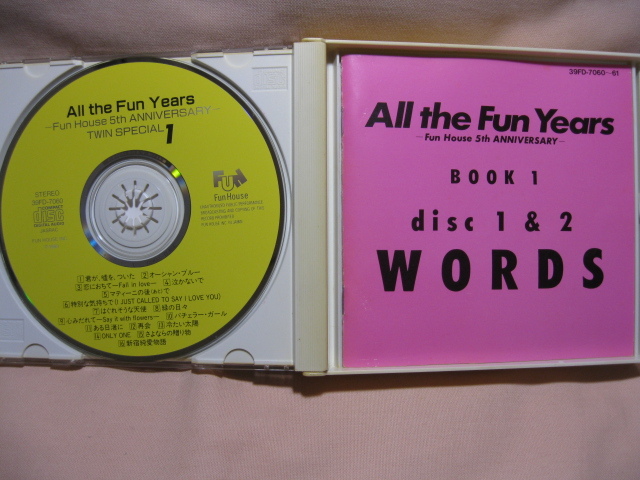 All the Fun Years
-Fun House 5th ANNIVERSARY-
TWIN SPECIAL 1
STEREO
39FD-7060
COMPACT
disc
DIGITAL AUDIO
Fun
Fun House
①君が、嘘を、ついた ②オーシャン・ブルー
③恋におちて—Fall in love— ④泣かないで
⑤マティーニの後(あと)で
⑥特別な気持ちで(I JUST CALLED TO SAY I LOVE YOU)
⑦はぐれそうな天使 ⑧緑の日々
⑨心みだれて—Say it with flowers— ⑩バチェラー・ガール
⑪ある日渚に ⑫再会 ⑬冷たい太陽
⑭ONLY ONE ⑮さよならの贈り物
⑯新宿純愛物語
39FD-7060~61
All the Fun Years
-Fun House 5th ANNIVERSARY-
BOOK 1
disc 1 & 2
WORDS